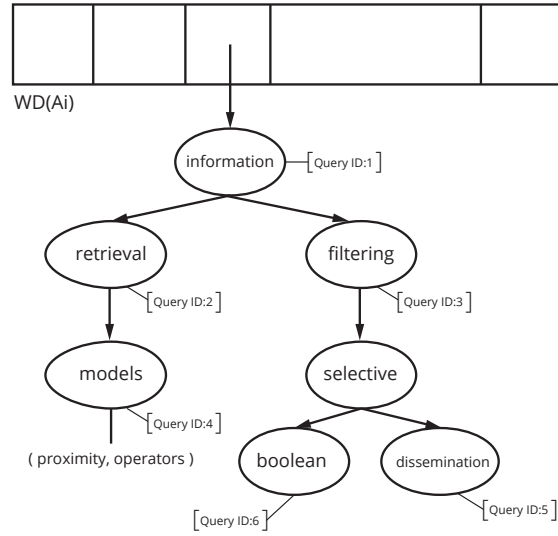 WD(Ai)
information
[Query ID:1]
retrieval
[Query ID:2]
filtering
[Query ID:3]
models
[Query ID:4]
selective
( proximity, operators )
boolean
[Query ID:6]
dissemination
[Query ID:5]